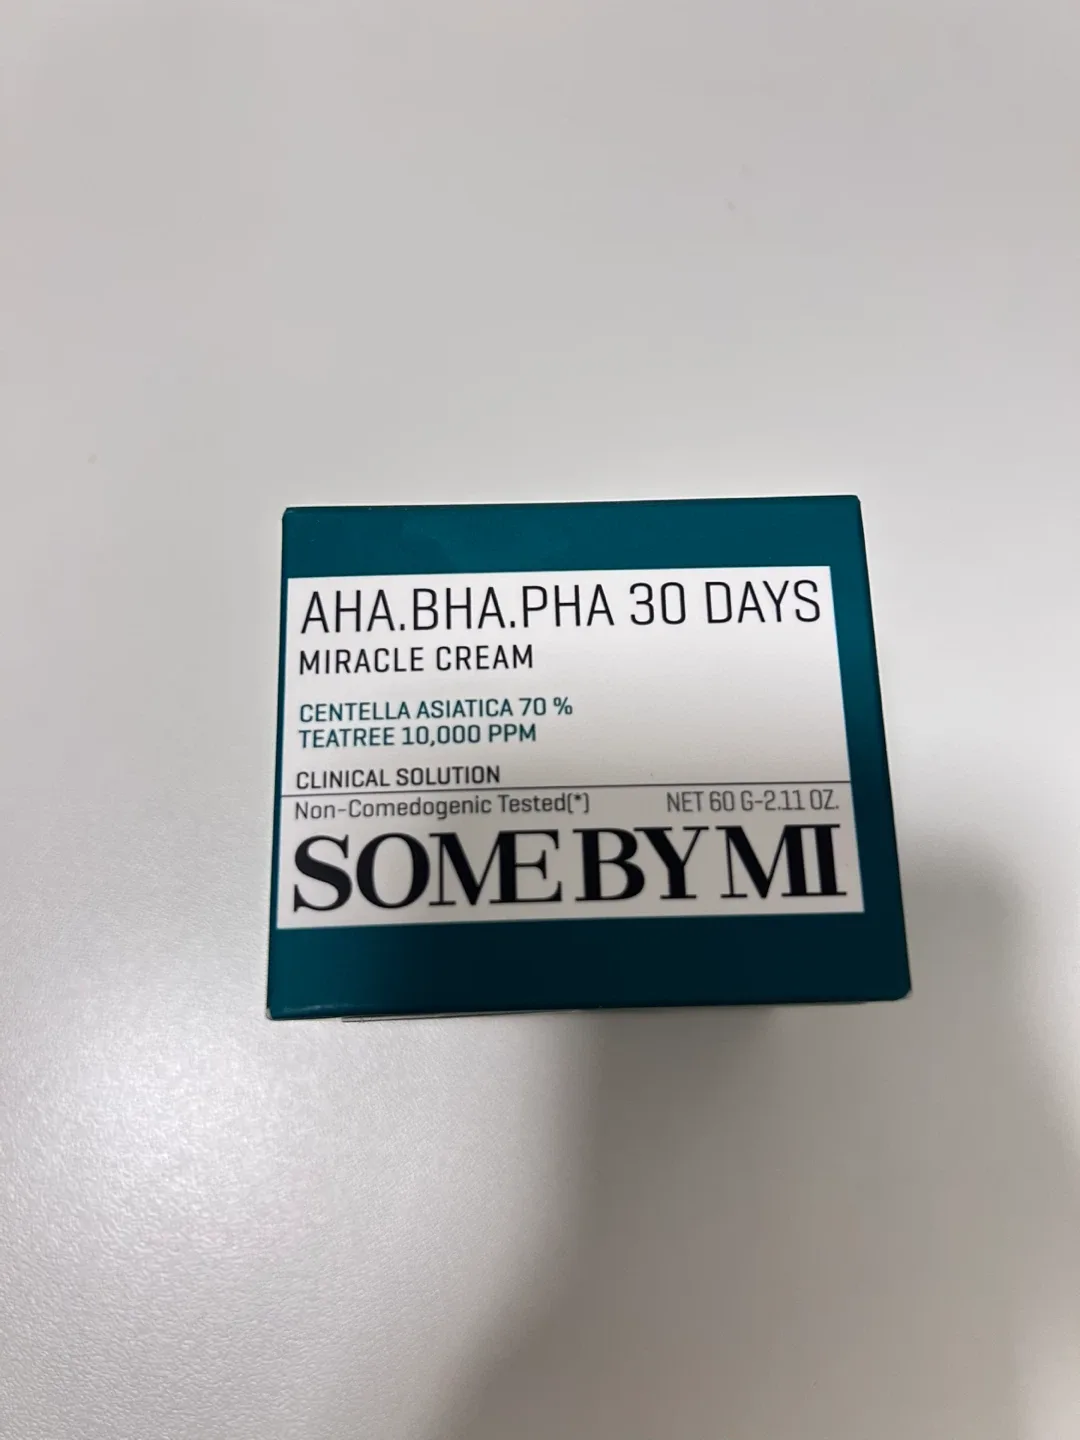 AHA.BHA.PHA 30 DAYS
MIRACLE CREAM
CENTELLA ASIATICA 70 %
TEATREE 10,000 PPM
CLINICAL SOLUTION
Non-Comedogenic Tested(*) NET 60 G-2.11 OZ.
SOME BY MI